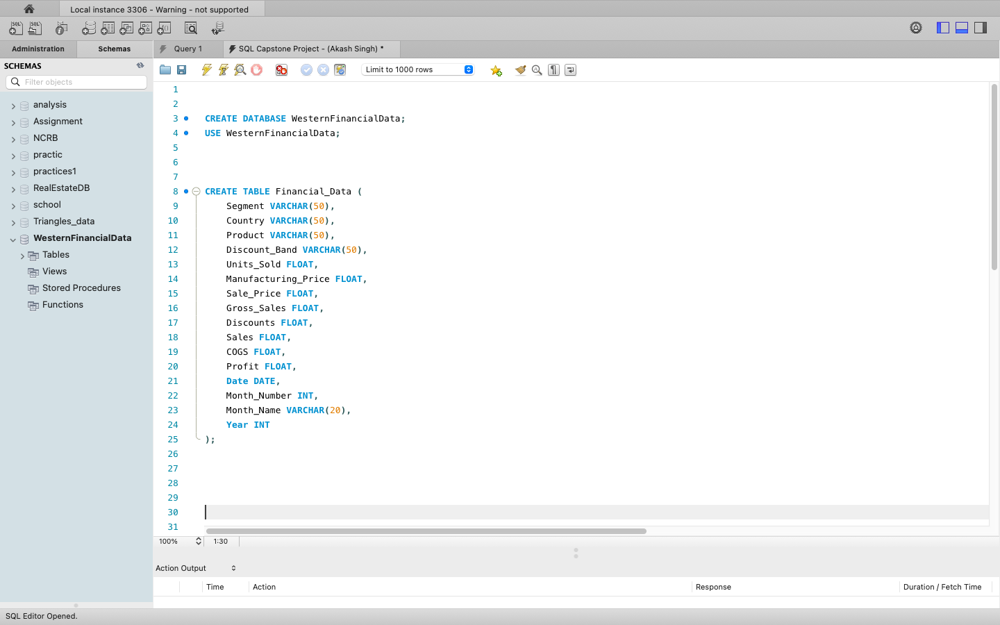 Local instance 3306 - Warning - not supported
Administration
Schemas
Query 1
SQL Capstone Project - (Akash Singh) *
SCHEMAS
Filter objects
analysis
Assignment
NCRB
practic
practices1
RealEstateDB
school
Triangles_data
WesternFinancialData
Tables
Views
Stored Procedures
Functions
Limit to 1000 rows
1
2
3 CREATE DATABASE WesternFinancialData;
4 USE WesternFinancialData;
5
6
7
8 CREATE TABLE Financial_Data (
9 Segment VARCHAR(50),
10 Country VARCHAR(50),
11 Product VARCHAR(50),
12 Discount_Band VARCHAR(50),
13 Units_Sold FLOAT,
14 Manufacturing_Price FLOAT,
15 Sale_Price FLOAT,
16 Gross_Sales FLOAT,
17 Discounts FLOAT,
18 Sales FLOAT,
19 COGS FLOAT,
20 Profit FLOAT,
21 Date DATE,
22 Month_Number INT,
23 Month_Name VARCHAR(20),
24 Year INT
25 );
26
27
28
29
30
31
100% 1:30
Action Output
Time Action Response Duration / Fetch Time
SQL Editor Opened.